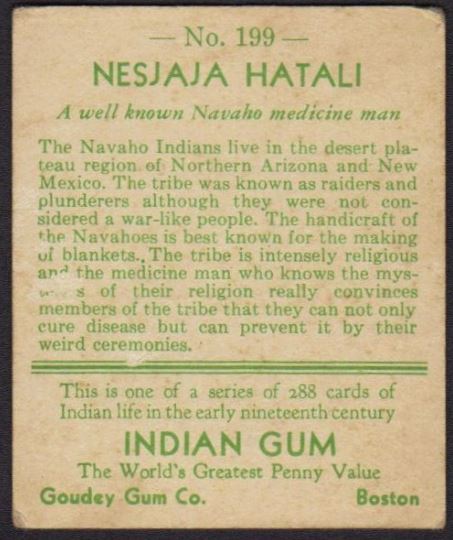 — No. 199 —
NESJAJA HATALI
A well known Navaho medicine man
The Navaho Indians live in the desert pla-
teau region of Northern Arizona and New
Mexico. The tribe was known as raiders and
plunderers although they were not con-
sidered a war-like people. The handicraft of
the Navahoes is best known for the making
of blankets. The tribe is intensely religious
and the medicine man who knows the mys-
s of their religion really convinces
members of the tribe that they can not only
cure disease but can prevent it by their
weird ceremonies.
This is one of a series of 288 cards of
Indian life in the early nineteenth century
INDIAN GUM
The World's Greatest Penny Value
Goudey Gum Co. Boston